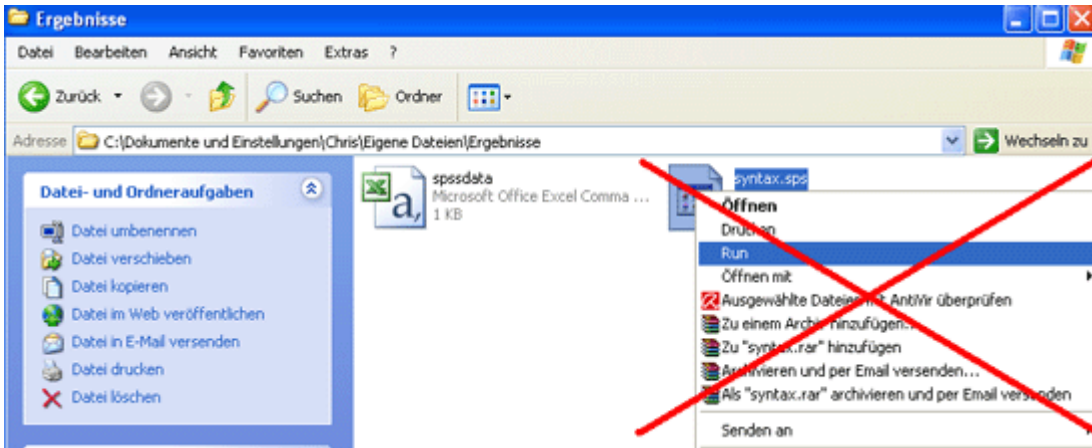 Ergebnisse
Datei Bearbeiten Ansicht Favoriten Extras ?
Zurück Suchen Ordner
Adresse C:\Dokumente und Einstellungen\Chris\Eigene Dateien\Ergebnisse Wechseln zu
Datei- und Ordneraufgaben
Datei umbenennen
Datei verschieben
Datei kopieren
Datei im Web veröffentlichen
Datei in E-Mail versenden
Datei drucken
Datei löschen
spssdata
Microsoft Office Excel Comma ...
1 KB
a,
syntax.sps
Öffnen
Drucken
Run
Öffnen mit
Ausgewählte Dateien mit AntiVir überprüfen
Zu einem Archiv hinzufügen...
Zu "syntax.rar" hinzufügen
Archivieren und per Email versenden...
Als "syntax.rar" archivieren und per Email versenden
Senden an